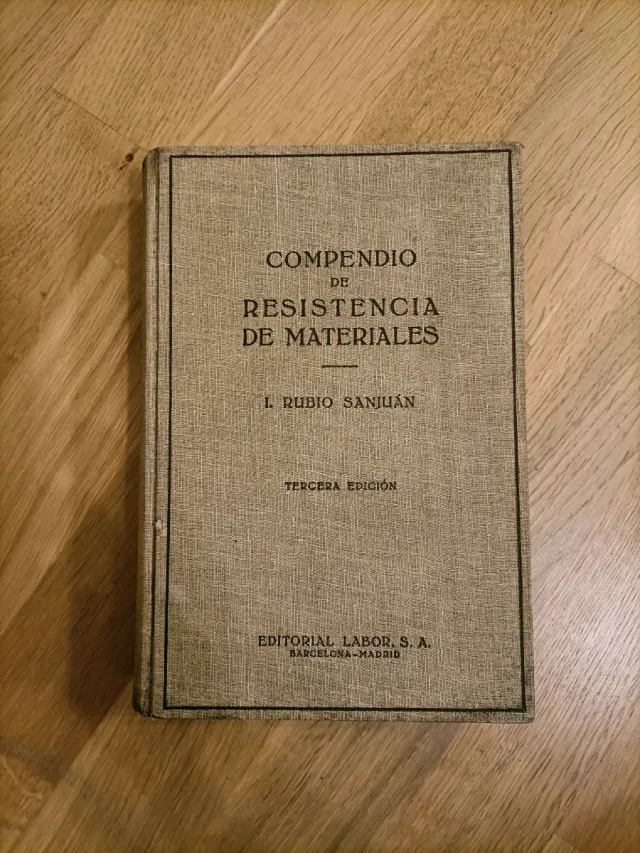 COMPENDIO
DE
RESISTENCIA
DE MATERIALES
I. RUBIO SANJUÁN
TERCERA EDICIÓN
EDITORIAL LABOR, S. A.
BARCELONA-MADRID